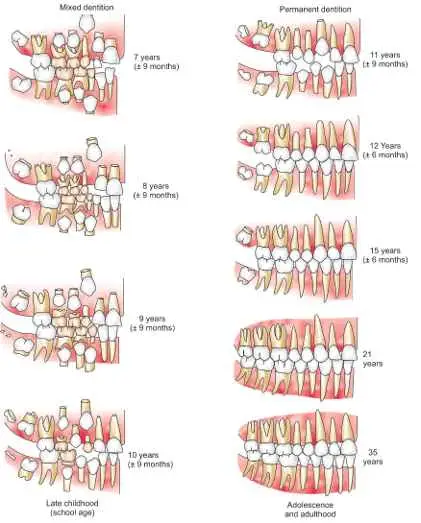 Mixed dentition
7 years
(± 9 months)
8 years
(± 9 months)
9 years
(± 9 months)
10 years
(± 9 months)
Late childhood
(school age)
Permanent dentition
11 years
(± 9 months)
12 Years
(± 6 months)
15 years
(± 6 months)
21
years
35
years
Adolescence
and adulthood